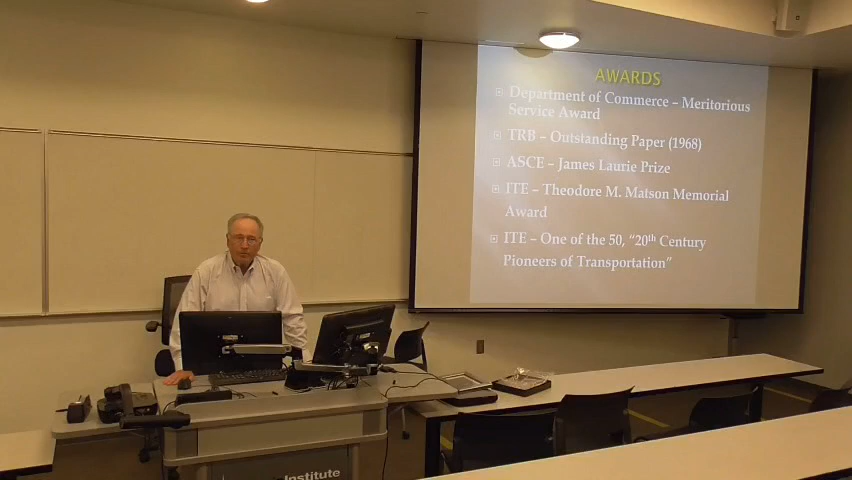 AWARDS
Department of Commerce – Meritorious
Service Award
TRB – Outstanding Paper (1968)
ASCE – James Laurie Prize
ITE – Theodore M. Matson Memorial
Award
ITE – One of the 50, “20th Century
Pioneers of Transportation”
Institute